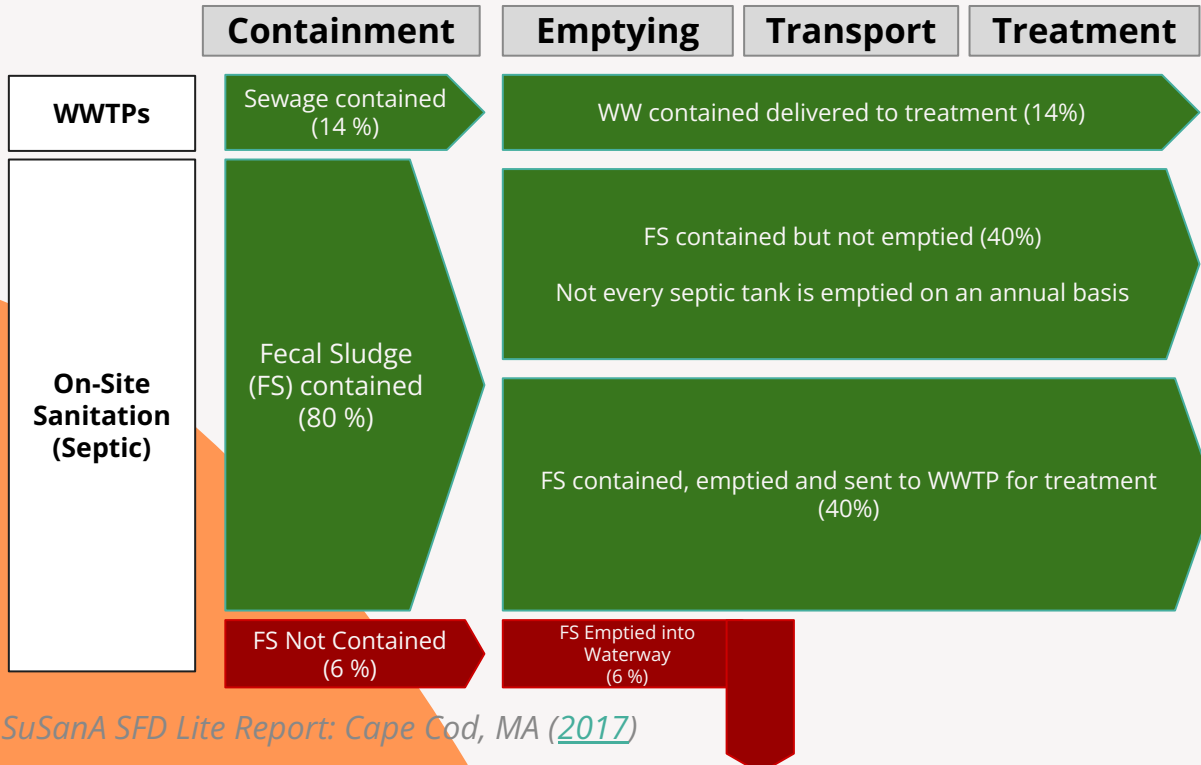 Containment
Emptying
Transport
Treatment
WWTPs
Sewage contained
(14 %)
WW contained delivered to treatment (14%)
On-Site
Sanitation
(Septic)
Fecal Sludge
(FS) contained
(80 %)
FS contained but not emptied (40%)
Not every septic tank is emptied on an annual basis
FS contained, emptied and sent to WWTP for treatment
(40%)
FS Not Contained
(6 %)
FS Emptied into
Waterway
(6 %)
SuSanA SFD Lite Report: Cape Cod, MA (2017)